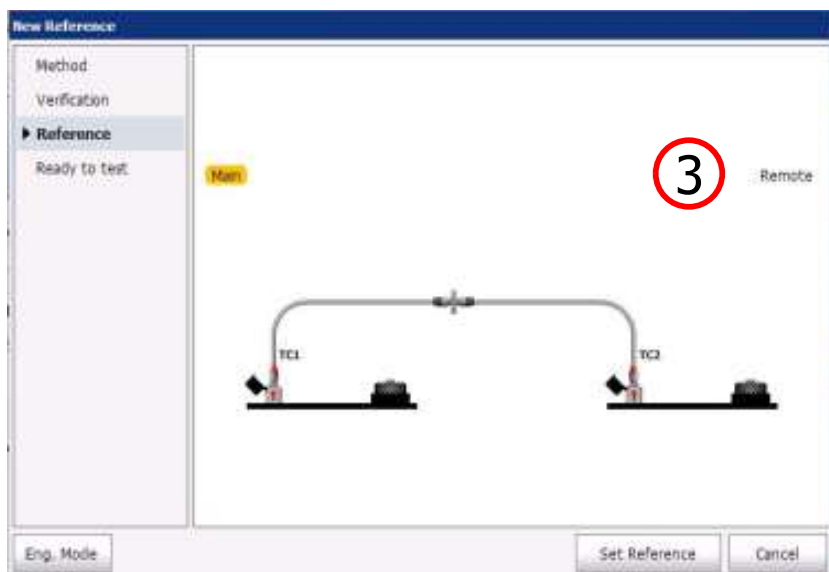 New Reference
Method
Verification
Reference
Ready to test
Main
3
Remote
TC1
TC2
Eng. Mode
Set Reference
Cancel